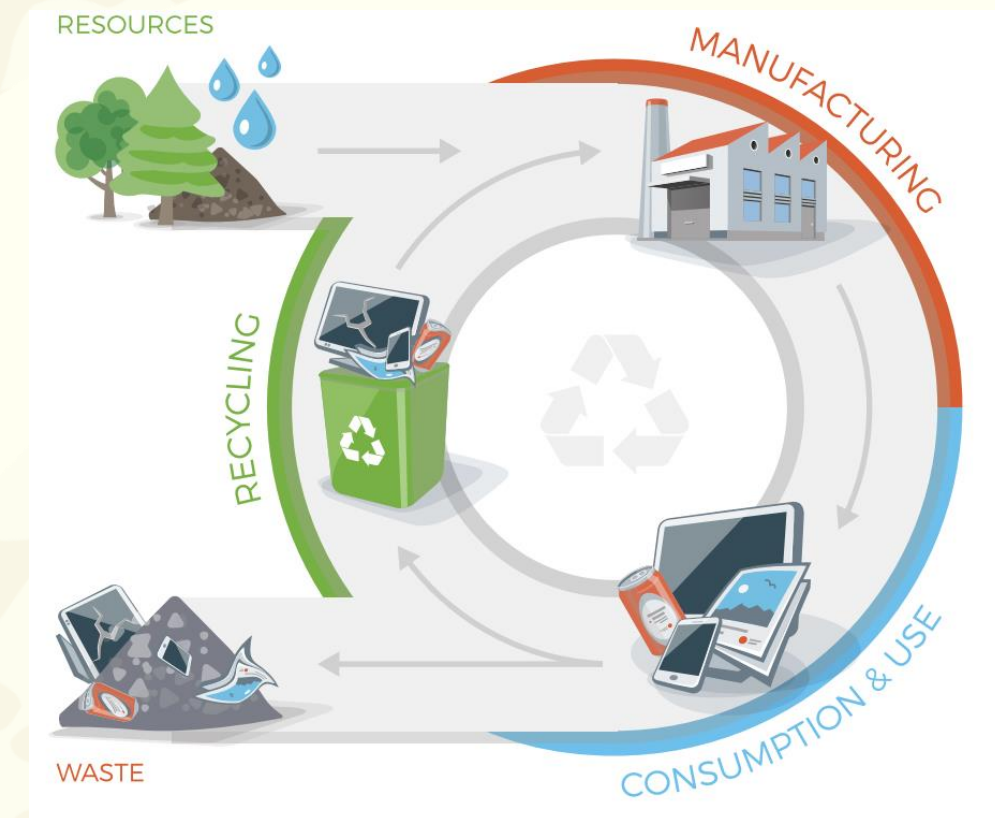 RESOURCES
MANUFACTURING
RECYCLING
CONSUMPTION & USE
WASTE